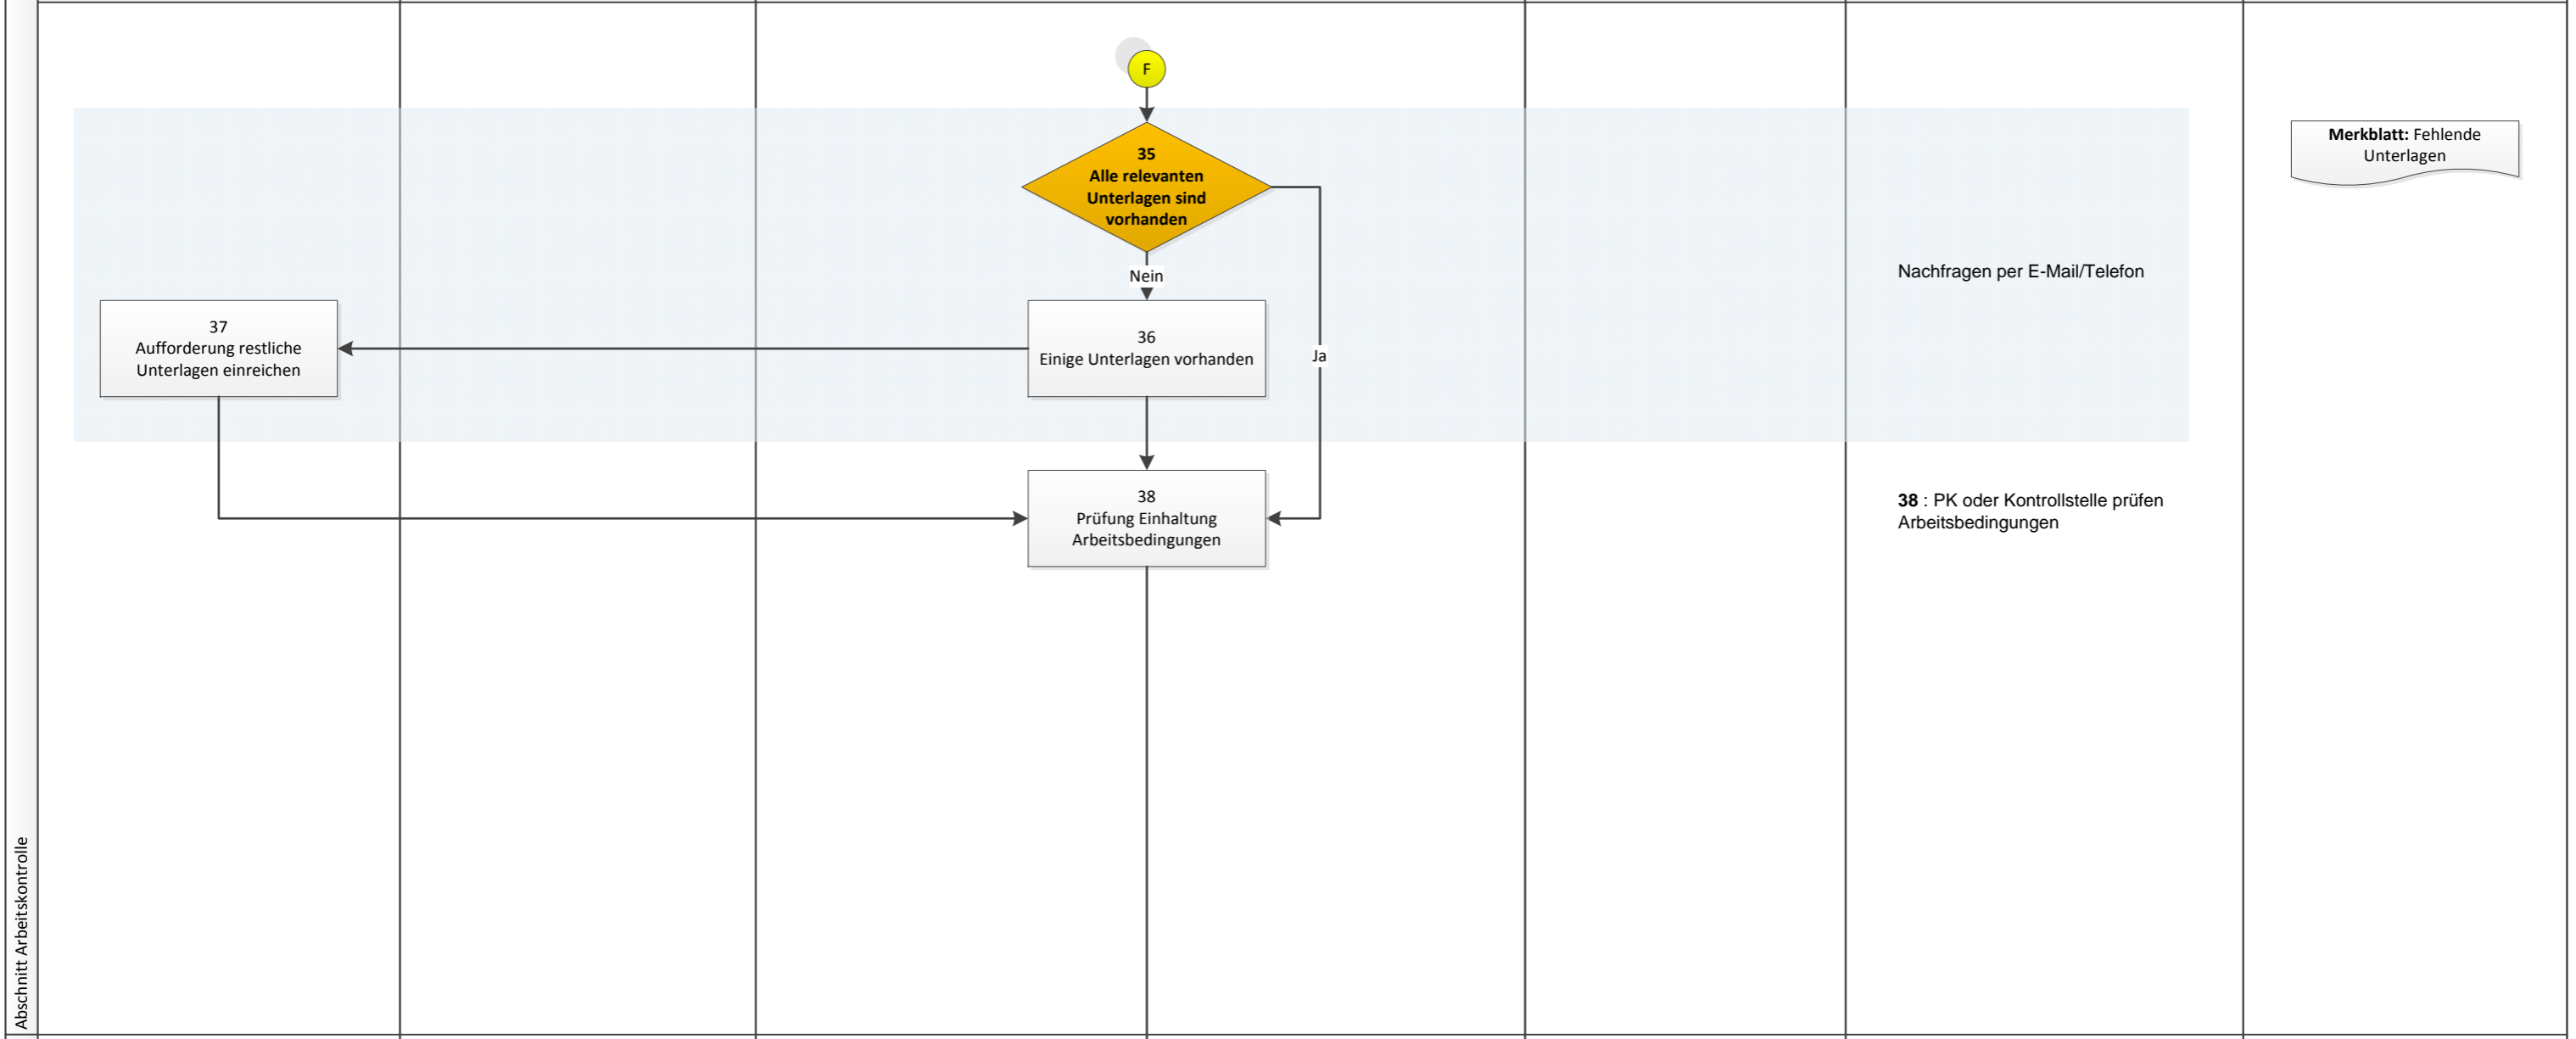 F
35
Alle relevanten
Unterlagen sind
vorhanden
Merkblatt: Fehlende
Unterlagen
Nein
Nachfragen per E-Mail/Telefon
37
Aufforderung restliche
Unterlagen einreichen
36
Einige Unterlagen vorhanden
Ja
38
Prüfung Einhaltung
Arbeitsbedingungen
38 : PK oder Kontrollstelle prüfen
Arbeitsbedingungen
Abschnitt Arbeitskontrolle